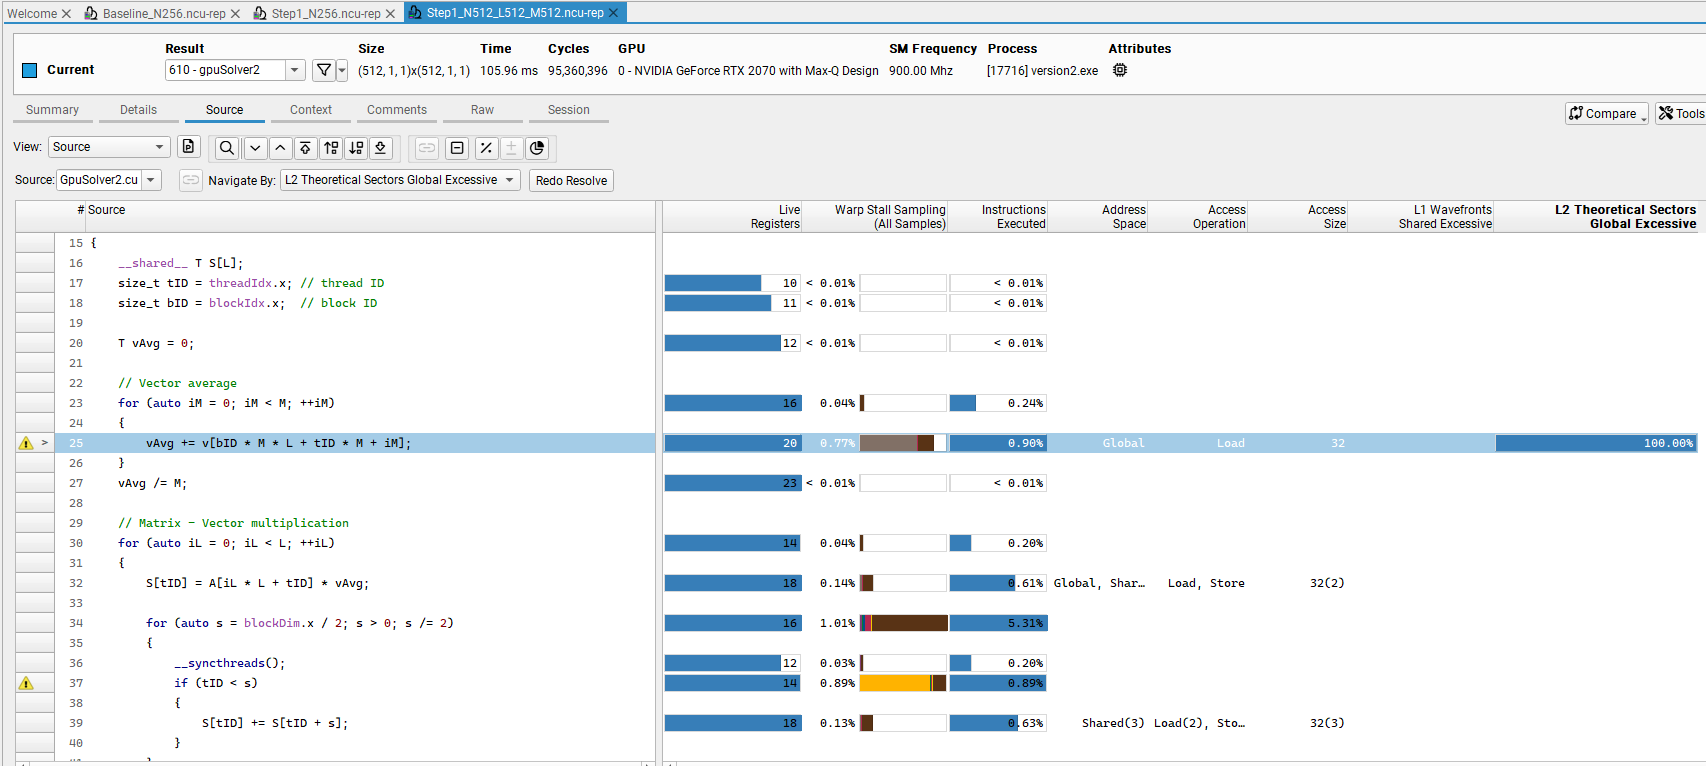 Welcome Baseline_N256.ncu-rep Step1_N256.ncu-rep Step1_N512_L512_M512.ncu-rep
Result Size Time Cycles GPU SM Frequency Process Attributes
Current 610 - gpuSolver2 (512, 1, 1)x(512, 1, 1) 105.96 ms 95,360,396 0 - NVIDIA GeForce RTX 2070 with Max-Q Design 900.00 Mhz [17716] version2.exe
Summary Details Source Context Comments Raw Session Compare Tools
View: Source
Source: GpuSolver2.cu Navigate By: L2 Theoretical Sectors Global Excessive Redo Resolve
# Source Live Registers Warp Stall Sampling (All Samples) Instructions Executed Address Space Access Operation Access Size L1 Wavefronts Shared Excessive L2 Theoretical Sectors Global Excessive
15 {
16 __shared__ T S[L];
17 size_t tID = threadIdx.x; // thread ID 10 < 0.01% < 0.01%
18 size_t bID = blockIdx.x; // block ID 11 < 0.01% < 0.01%
19
20 T vAvg = 0; 12 < 0.01% < 0.01%
21
22 // Vector average
23 for (auto iM = 0; iM < M; ++iM) 16 0.04% 0.24%
24 {
25 vAvg += v[bID * M * L + tID * M + iM]; 20 0.77% 0.90% Global Load 32 100.00%
26 }
27 vAvg /= M; 23 < 0.01% < 0.01%
28
29 // Matrix - Vector multiplication
30 for (auto iL = 0; iL < L; ++iL) 14 0.04% 0.20%
31 {
32 S[tID] = A[iL * L + tID] * vAvg; 18 0.14% 0.61% Global, Shar... Load, Store 32(2)
33
34 for (auto s = blockDim.x / 2; s > 0; s /= 2) 16 1.01% 5.31%
35 {
36 __syncthreads(); 12 0.03% 0.20%
37 if (tID < s) 14 0.89% 0.89%
38 {
39 S[tID] += S[tID + s]; 18 0.13% 0.63% Shared(3) Load(2), Sto... 32(3)
40 }